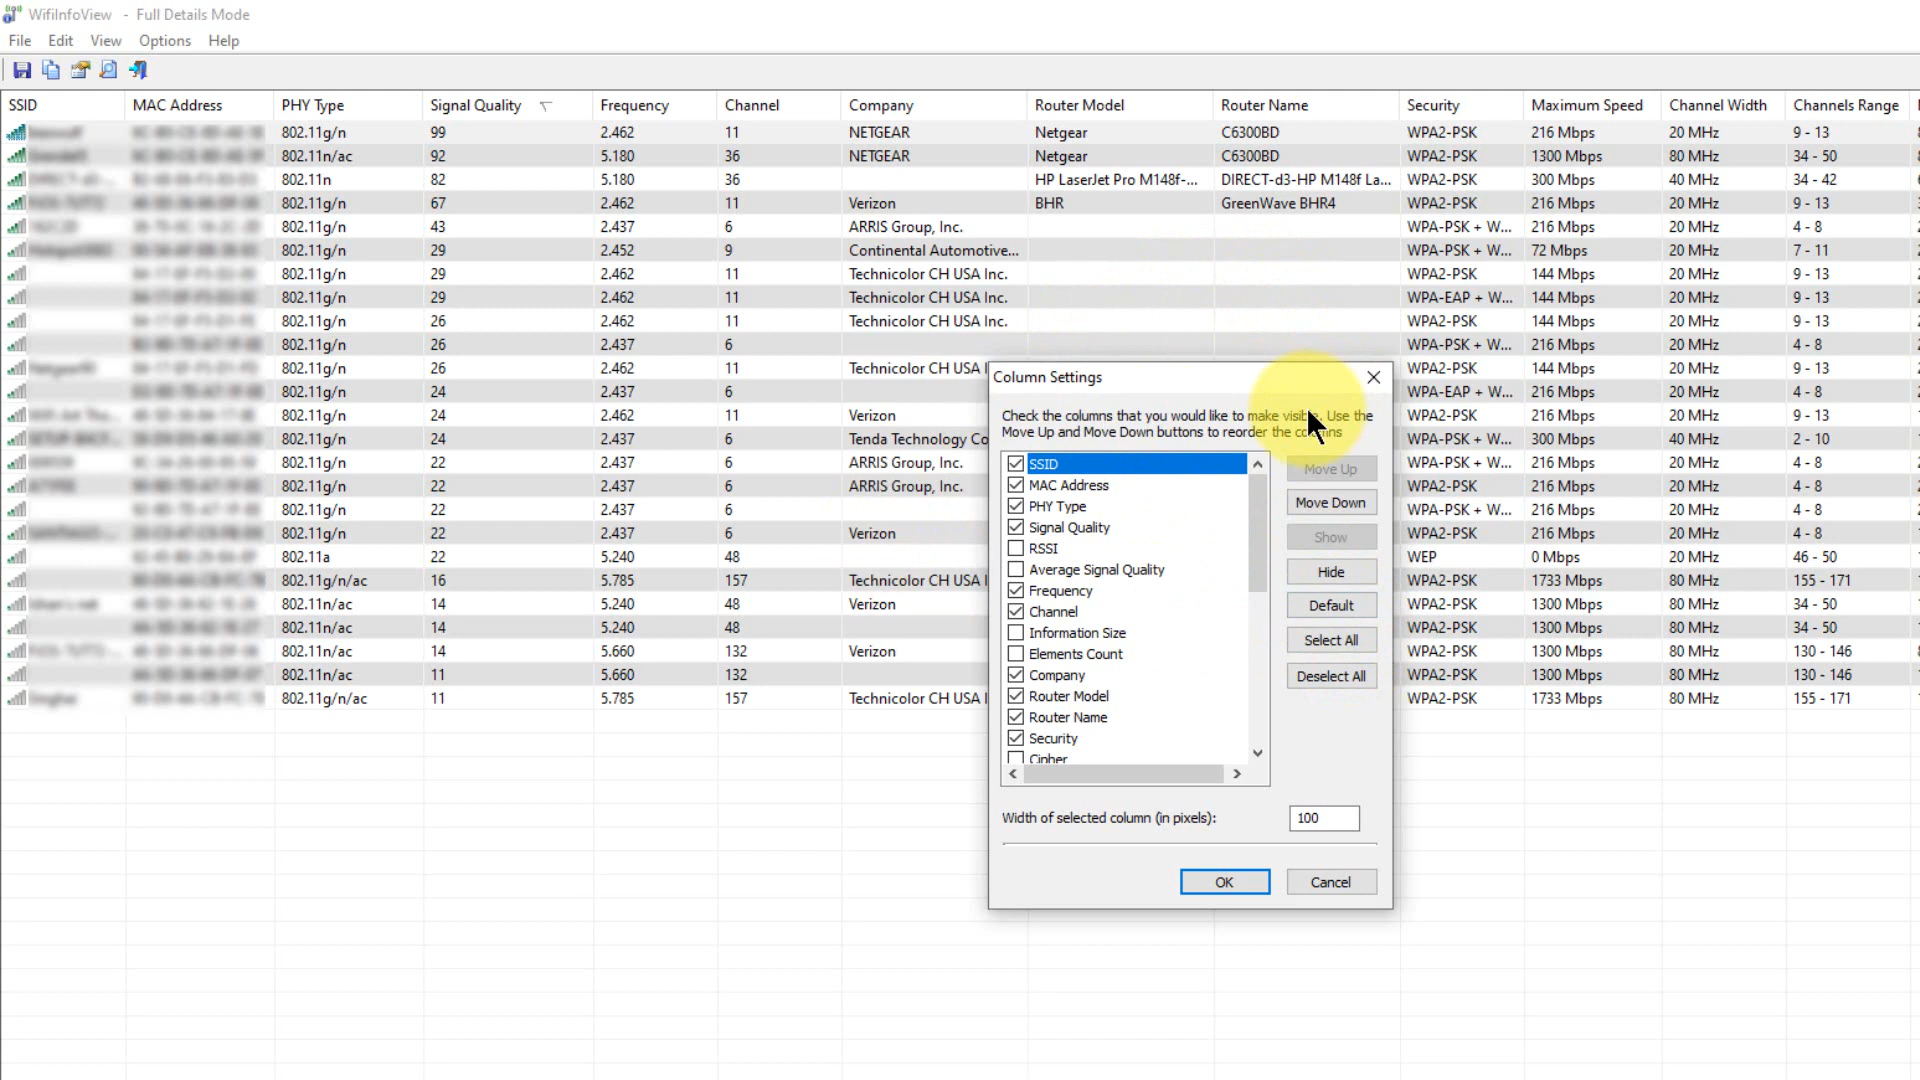 WifiInfoView - Full Details Mode
File Edit View Options Help
SSID MAC Address PHY Type Signal Quality Frequency Channel Company Router Model Router Name Security Maximum Speed Channel Width Channels Range
802.11g/n 99 2.462 11 NETGEAR Netgear C6300BD WPA2-PSK 216 Mbps 20 MHz 9 - 13
802.11n/ac 92 5.180 36 NETGEAR Netgear C6300BD WPA2-PSK 1300 Mbps 80 MHz 34 - 50
802.11n 82 5.180 36 HP LaserJet Pro M148f-... DIRECT-d3-HP M148f La... WPA2-PSK 300 Mbps 40 MHz 34 - 42
802.11g/n 67 2.462 11 Verizon BHR GreenWave BHR4 WPA2-PSK 216 Mbps 20 MHz 9 - 13
802.11g/n 43 2.437 6 ARRIS Group, Inc. WPA-PSK + W... 216 Mbps 20 MHz 4 - 8
802.11g/n 29 2.452 9 Continental Automotive... WPA-PSK + W... 72 Mbps 20 MHz 7 - 11
802.11g/n 29 2.462 11 Technicolor CH USA Inc. WPA2-PSK 144 Mbps 20 MHz 9 - 13
802.11g/n 29 2.462 11 Technicolor CH USA Inc. WPA-EAP + W... 144 Mbps 20 MHz 9 - 13
802.11g/n 26 2.462 11 Technicolor CH USA Inc. WPA2-PSK 144 Mbps 20 MHz 9 - 13
802.11g/n 26 2.437 6 WPA-PSK + W... 216 Mbps 20 MHz 4 - 8
802.11g/n 26 2.462 11 Technicolor CH USA I WPA2-PSK 144 Mbps 20 MHz 9 - 13
802.11g/n 24 2.437 6 WPA-EAP + W... 216 Mbps 20 MHz 4 - 8
802.11g/n 24 2.462 11 Verizon WPA2-PSK 216 Mbps 20 MHz 9 - 13
802.11g/n 24 2.437 6 Tenda Technology Co WPA-PSK + W... 300 Mbps 40 MHz 2 - 10
802.11g/n 22 2.437 6 ARRIS Group, Inc. WPA-PSK + W... 216 Mbps 20 MHz 4 - 8
802.11g/n 22 2.437 6 ARRIS Group, Inc. WPA2-PSK 216 Mbps 20 MHz 4 - 8
802.11g/n 22 2.437 6 WPA-PSK + W... 216 Mbps 20 MHz 4 - 8
802.11g/n 22 2.437 6 Verizon WPA2-PSK 216 Mbps 20 MHz 4 - 8
802.11a 22 5.240 48 WEP 0 Mbps 20 MHz 46 - 50
802.11g/n/ac 16 5.785 157 Technicolor CH USA I WPA2-PSK 1733 Mbps 80 MHz 155 - 171
802.11n/ac 14 5.240 48 Verizon WPA2-PSK 1300 Mbps 80 MHz 34 - 50
802.11n/ac 14 5.240 48 WPA2-PSK 1300 Mbps 80 MHz 34 - 50
802.11n/ac 14 5.660 132 Verizon WPA2-PSK 1300 Mbps 80 MHz 130 - 146
802.11n/ac 11 5.660 132 WPA2-PSK 1300 Mbps 80 MHz 130 - 146
802.11g/n/ac 11 5.785 157 Technicolor CH USA I WPA2-PSK 1733 Mbps 80 MHz 155 - 171
Column Settings
Check the columns that you would like to make visible. Use the
Move Up and Move Down buttons to reorder the columns
SSID
MAC Address
PHY Type
Signal Quality
RSSI
Average Signal Quality
Frequency
Channel
Information Size
Elements Count
Company
Router Model
Router Name
Security
Cipher
Move Up
Move Down
Show
Hide
Default
Select All
Deselect All
Width of selected column (in pixels): 100
OK Cancel